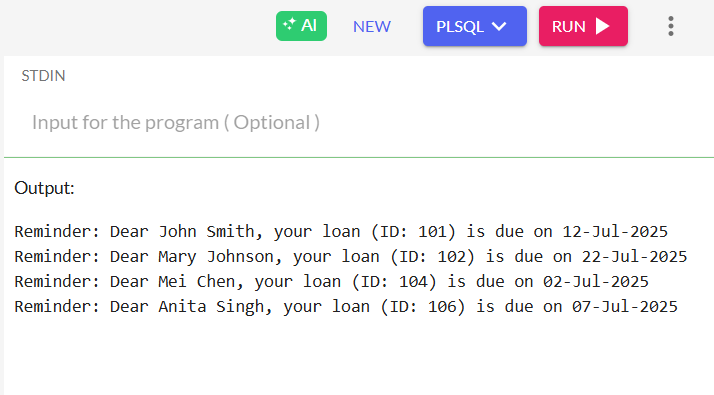 AI NEW PLSQL RUN
STDIN
Input for the program ( Optional )
Output:
Reminder: Dear John Smith, your loan (ID: 101) is due on 12-Jul-2025
Reminder: Dear Mary Johnson, your loan (ID: 102) is due on 22-Jul-2025
Reminder: Dear Mei Chen, your loan (ID: 104) is due on 02-Jul-2025
Reminder: Dear Anita Singh, your loan (ID: 106) is due on 07-Jul-2025